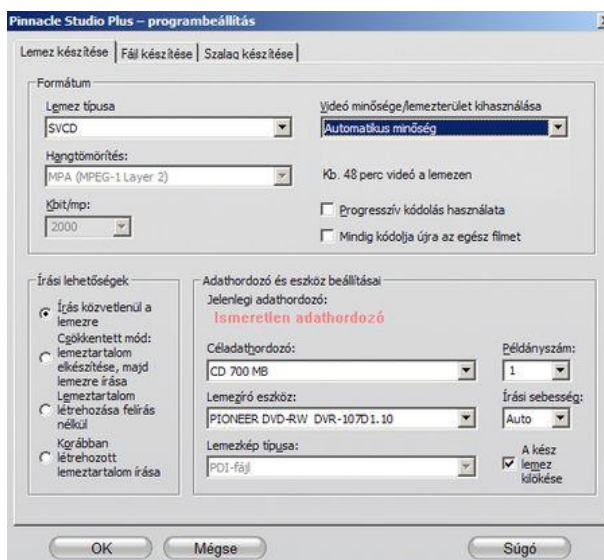 Pinnacle Studio Plus – programbeállítás
Lemez készítése Fájl készítése Szalag készítése
Formátum
Lemez típusa
SVCD
Videó minősége/lemezterület kihasználása
Automatikus minőség
Hangtömörítés:
MPA (MPEG-1 Layer 2)
Kb. 48 perc videó a lemezen
Kbit/mp:
2000
Progresszív kódolás használata
Mindig kódolja újra az egész filmet
Írási lehetőségek
Írás közvetlenül a
lemezre
Csökkentett mód:
lemeztartalom
elkészítése, majd
lemezre írása
Lemeztartalom
létrehozása felírás
nélkül
Korábban
létrehozott
lemeztartalom írása
Adathordozó és eszköz beállításai
Jelenlegi adathordozó:
Ismeretlen adathordozó
Céladathordozó:
CD 700 MB
Példányszám:
1
Lemezíró eszköz:
PIONEER DVD-RW DVR-107D1.10
Írási sebesség:
Auto
Lemezkép típusa:
PDI-fájl
A kész
lemez
kilökése
OK Mégse Súgó